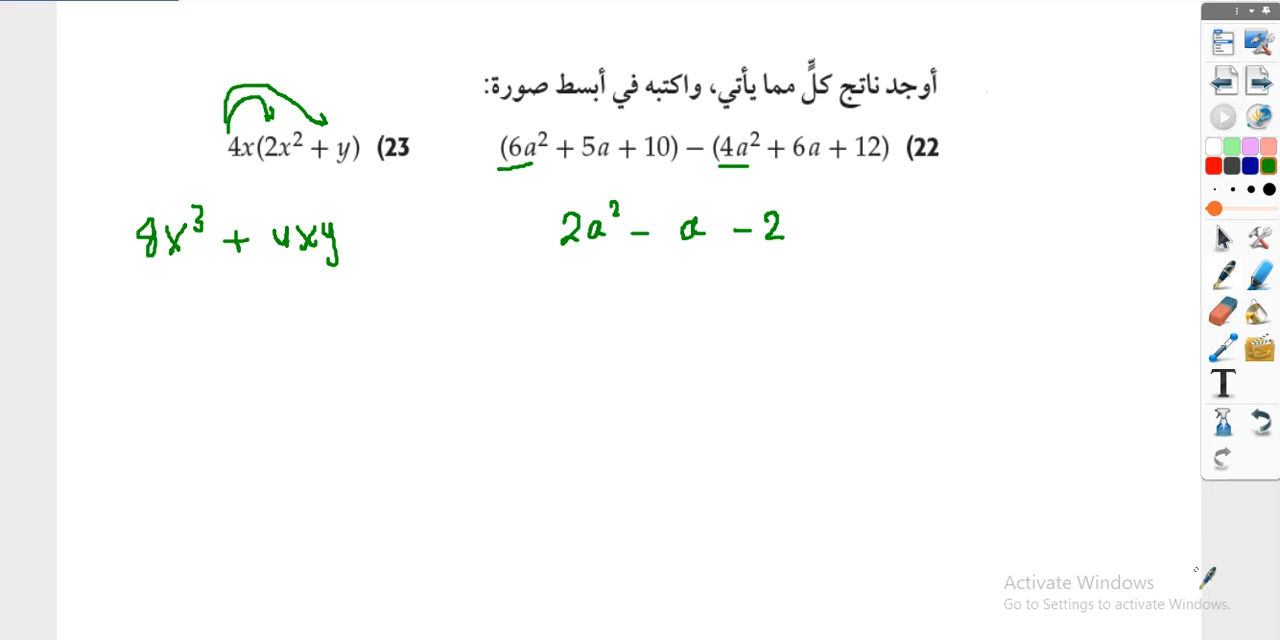 أوجد ناتج كلٍّ مما يأتي، واكتبه في أبسط صورة:
22) (6a² + 5a + 10) − (4a² + 6a + 12)
2a² − a − 2
23) 4x(2x² + y)
8x³ + 4xy
Activate Windows
Go to Settings to activate Windows.
T